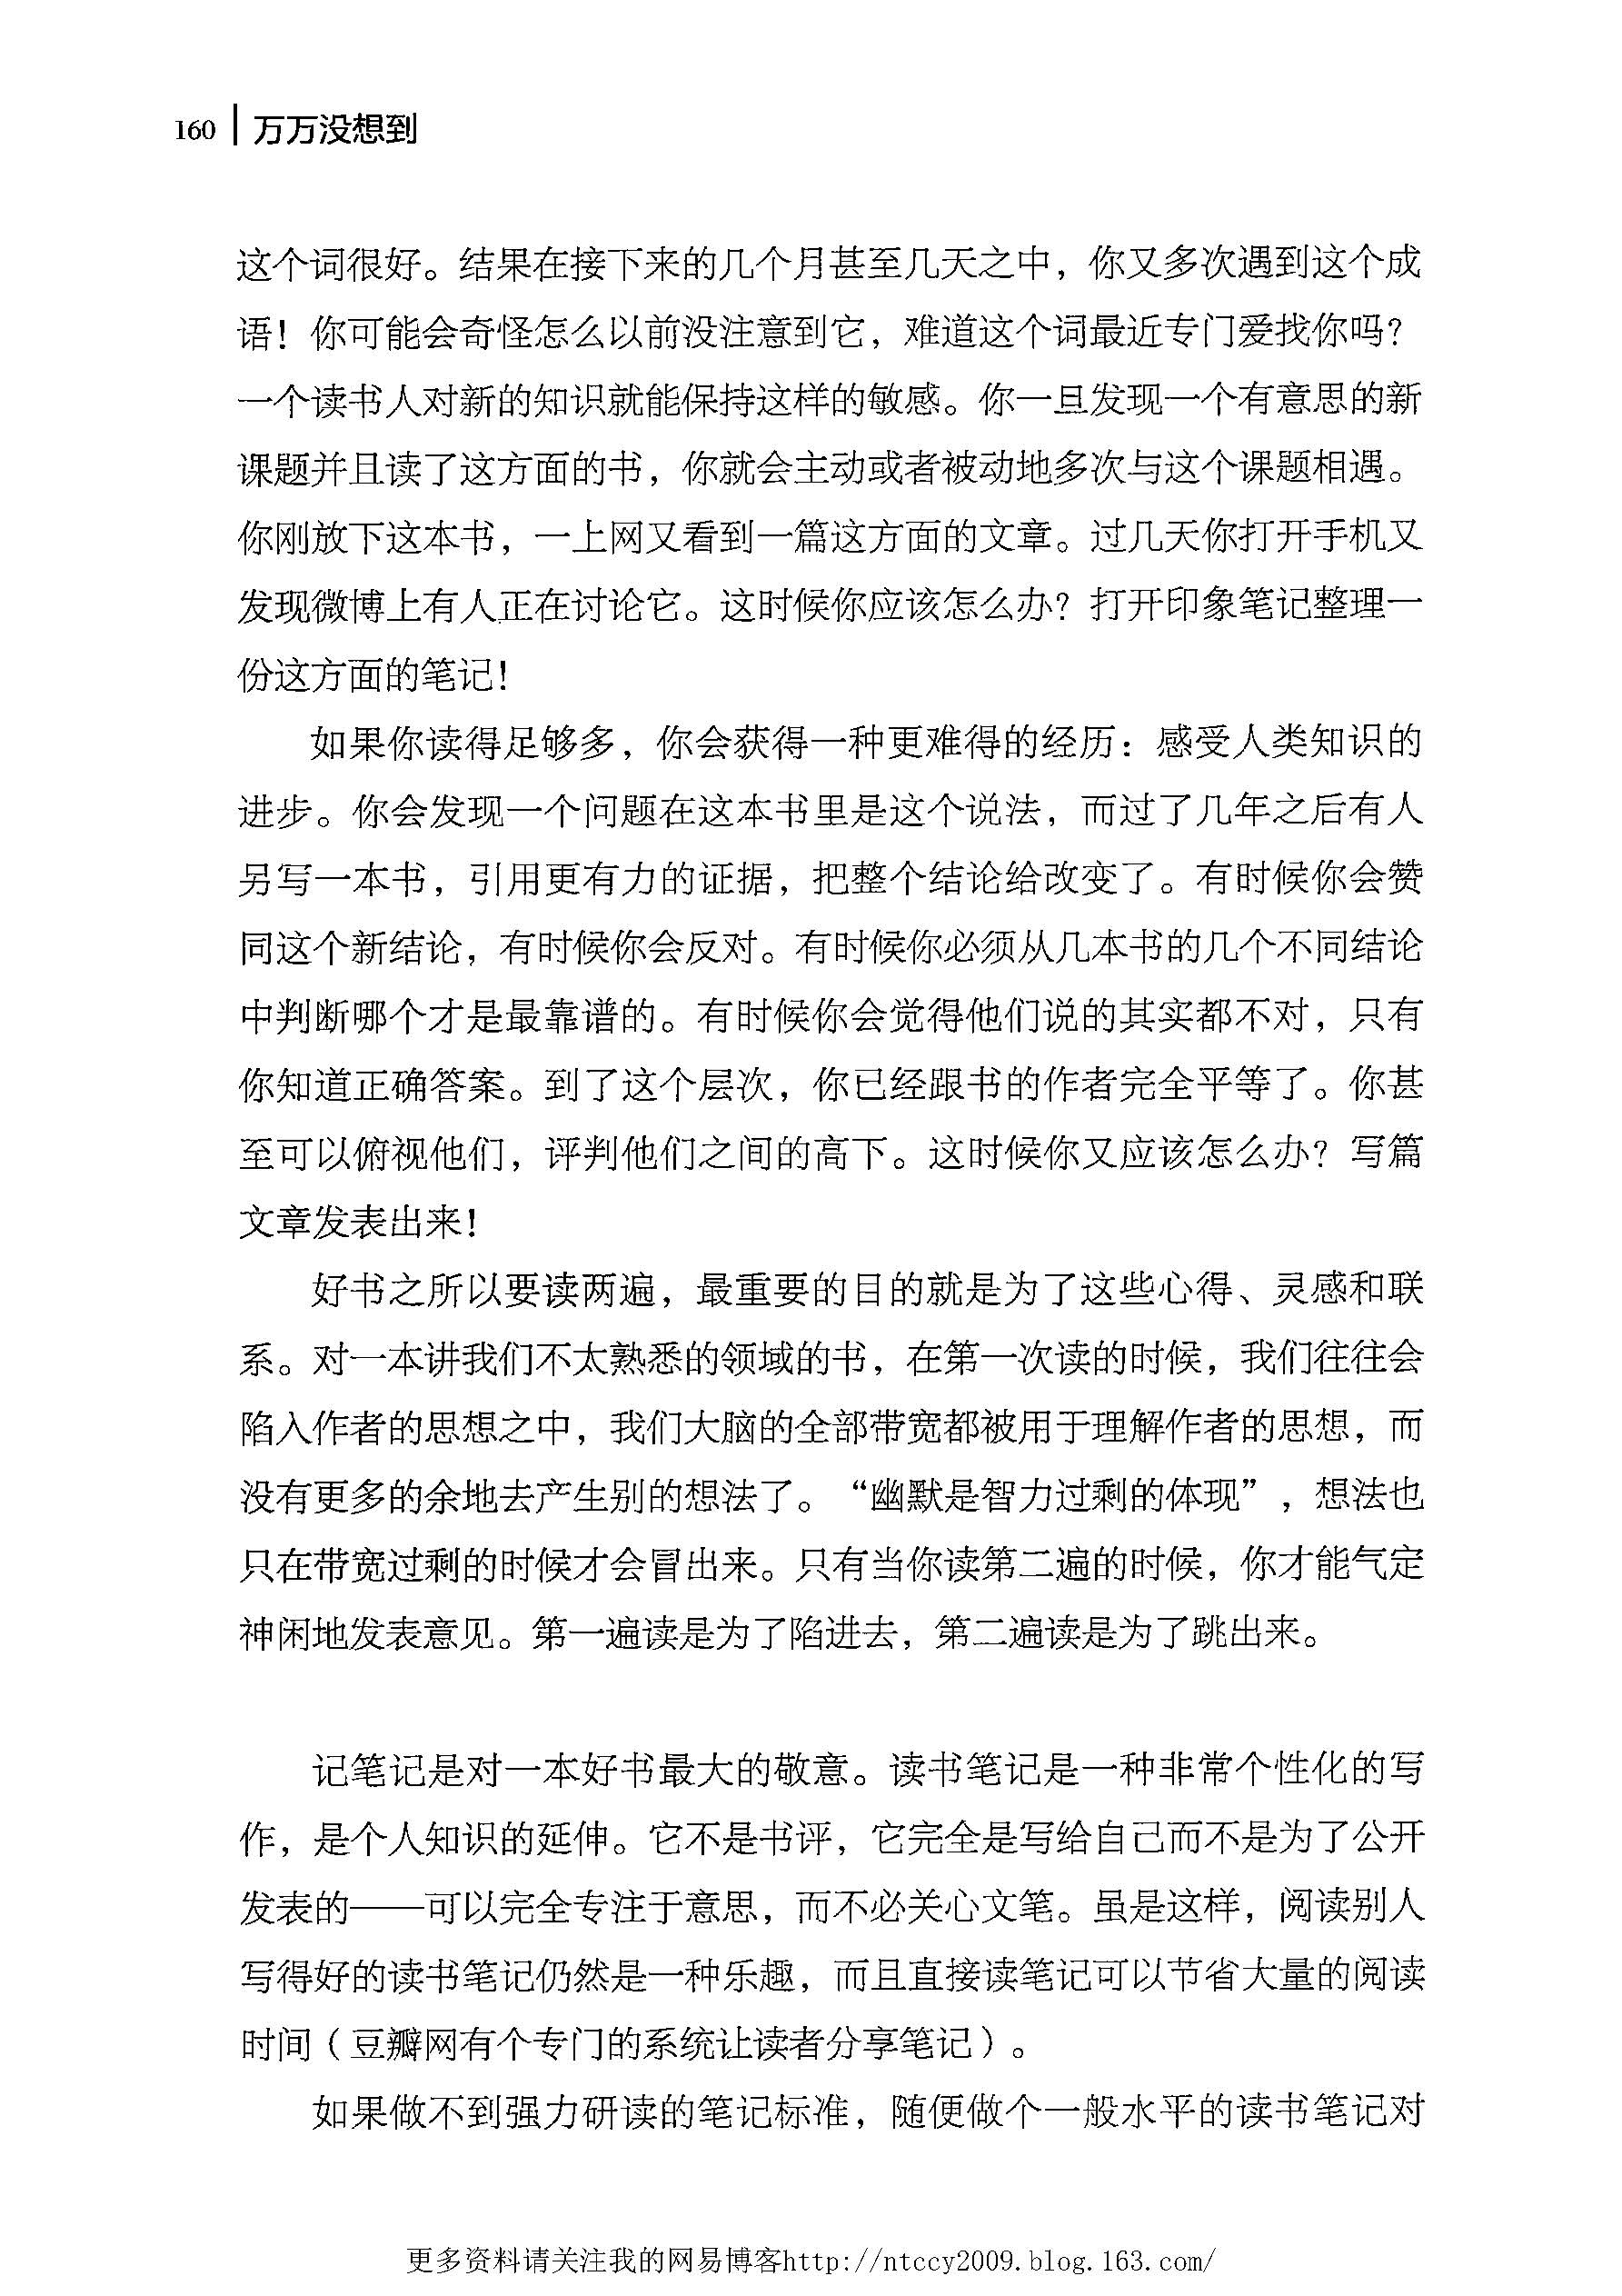 160 | 万万没想到
这个词很好。结果在接下来的几个月甚至几天之中，你又多次遇到这个成
语！你可能会奇怪怎么以前没注意到它，难道这个词最近专门爱找你吗？
一个读书人对新的知识就能保持这样的敏感。你一旦发现一个有意思的新
课题并且读了这方面的书，你就会主动或者被动地多次与这个课题相遇。
你刚放下这本书，一上网又看到一篇这方面的文章。过几天你打开手机又
发现微博上有人正在讨论它。这时候你应该怎么办？打开印象笔记整理一
份这方面的笔记！
如果你读得足够多，你会获得一种更难得的经历：感受人类知识的
进步。你会发现一个问题在这本书里是这个说法，而过了几年之后有人
另写一本书，引用更有力的证据，把整个结论给改变了。有时候你会赞
同这个新结论，有时候你会反对。有时候你必须从几本书的几个不同结论
中判断哪个才是最靠谱的。有时候你会觉得他们说的其实都不对，只有
你知道正确答案。到了这个层次，你已经跟书的作者完全平等了。你甚
至可以俯视他们，评判他们之间的高下。这时候你又应该怎么办？写篇
文章发表出来！
好书之所以要读两遍，最重要的目的就是为了这些心得、灵感和联
系。对一本讲我们不太熟悉的领域的书，在第一次读的时候，我们往往会
陷入作者的思想之中，我们大脑的全部带宽都被用于理解作者的思想，而
没有更多的余地去产生别的想法了。“幽默是智力过剩的体现”，想法也
只在带宽过剩的时候才会冒出来。只有当你读第二遍的时候，你才能气定
神闲地发表意见。第一遍读是为了陷进去，第二遍读是为了跳出来。
记笔记是对一本好书最大的敬意。读书笔记是一种非常个性化的写
作，是个人知识的延伸。它不是书评，它完全是写给自己而不是为了公开
发表的——可以完全专注于意思，而不必关心文笔。虽是这样，阅读别人
写得好的读书笔记仍然是一种乐趣，而且直接读笔记可以节省大量的阅读
时间（豆瓣网有个专门的系统让读者分享笔记）。
如果做不到强力研读的笔记标准，随便做个一般水平的读书笔记对
更多资料请关注我的网易博客http://ntccy2009.blog.163.com/